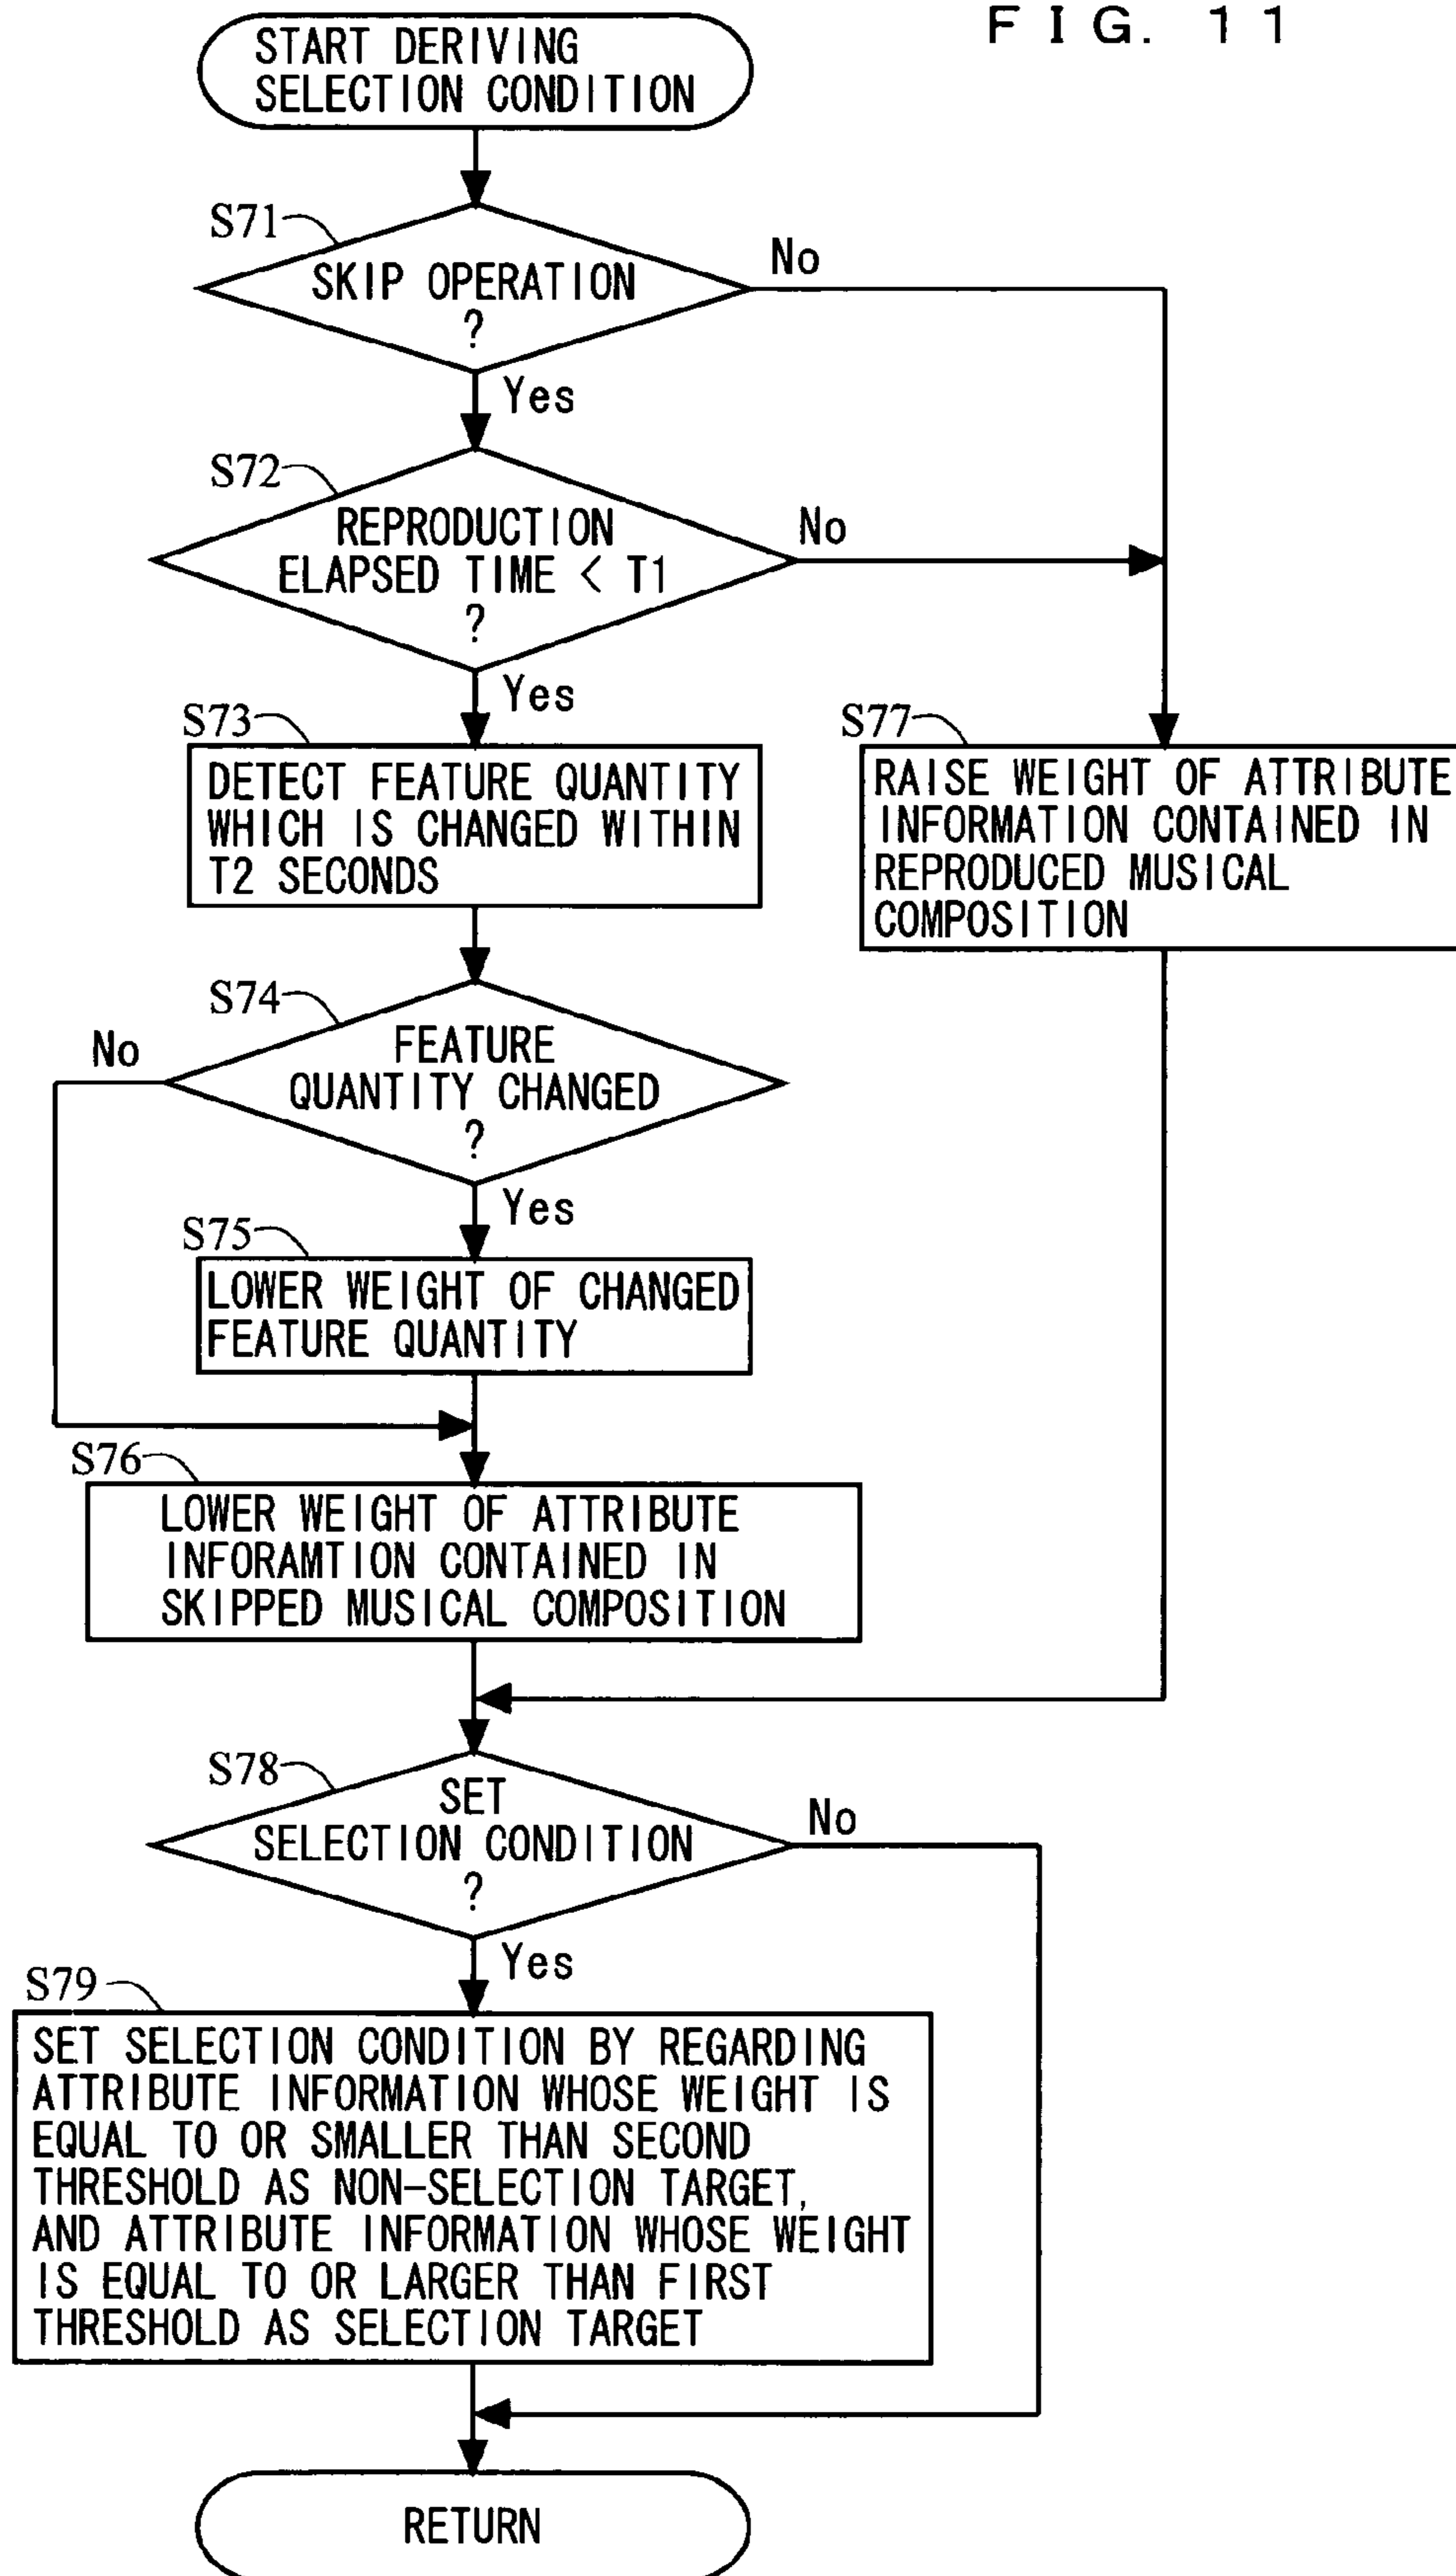 FIG. 11
START DERIVING
SELECTION CONDITION
S71
SKIP OPERATION
?
No
Yes
S72
REPRODUCTION
ELAPSED TIME < T1
?
No
Yes
S73
DETECT FEATURE QUANTITY
WHICH IS CHANGED WITHIN
T2 SECONDS
S77
RAISE WEIGHT OF ATTRIBUTE
INFORMATION CONTAINED IN
REPRODUCED MUSICAL
COMPOSITION
S74
FEATURE
QUANTITY CHANGED
?
No
Yes
S75
LOWER WEIGHT OF CHANGED
FEATURE QUANTITY
S76
LOWER WEIGHT OF ATTRIBUTE
INFORAMTION CONTAINED IN
SKIPPED MUSICAL COMPOSITION
S78
SET
SELECTION CONDITION
?
No
Yes
S79
SET SELECTION CONDITION BY REGARDING
ATTRIBUTE INFORMATION WHOSE WEIGHT IS
EQUAL TO OR SMALLER THAN SECOND
THRESHOLD AS NON-SELECTION TARGET,
AND ATTRIBUTE INFORMATION WHOSE WEIGHT
IS EQUAL TO OR LARGER THAN FIRST
THRESHOLD AS SELECTION TARGET
RETURN